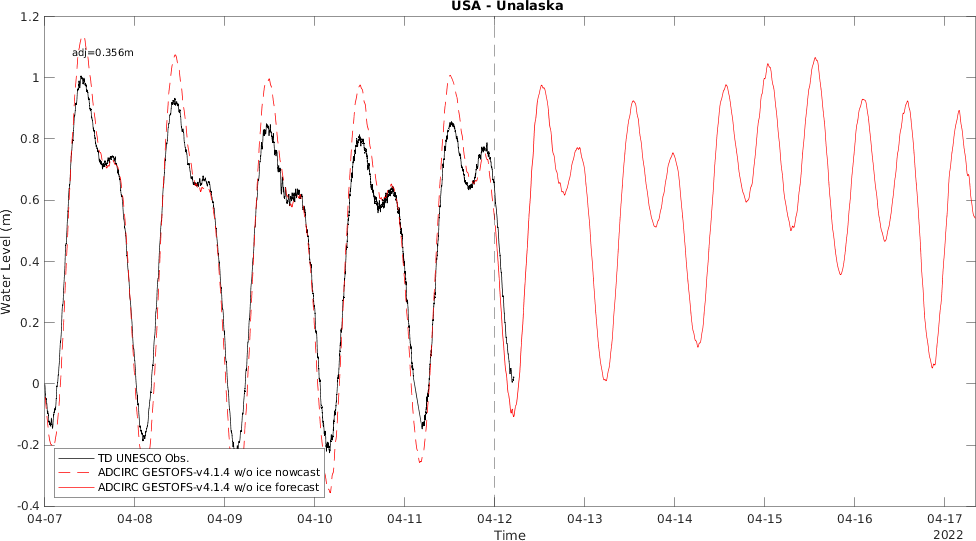 USA - Unalaska
adj=0.356m
1.2
1
0.8
0.6
0.4
0.2
0
-0.2
-0.4
Water Level (m)
TD UNESCO Obs.
ADCIRC GESTOFS-v4.1.4 w/o ice nowcast
ADCIRC GESTOFS-v4.1.4 w/o ice forecast
04-07 04-08 04-09 04-10 04-11 04-12 04-13 04-14 04-15 04-16 04-17
Time
2022